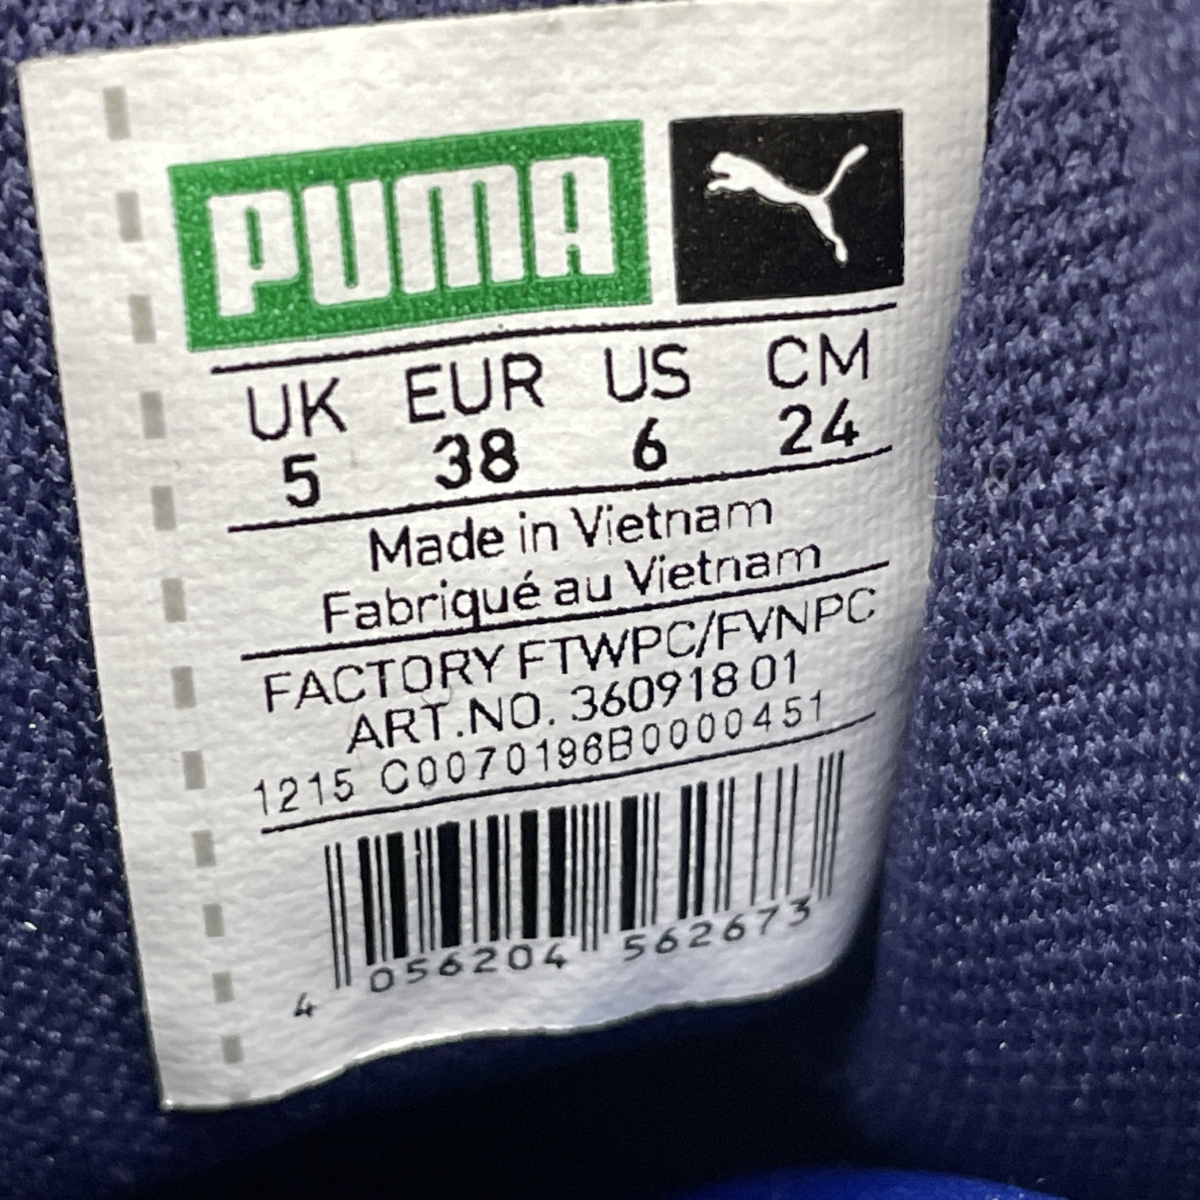 PUMA
UK EUR US CM
5 38 6 24
Made in Vietnam
Fabriqué au Vietnam
FACTORY FTWPC/FVNPC
ART.NO. 360918 01
1215 C0070196B0000451
4 056204 562673